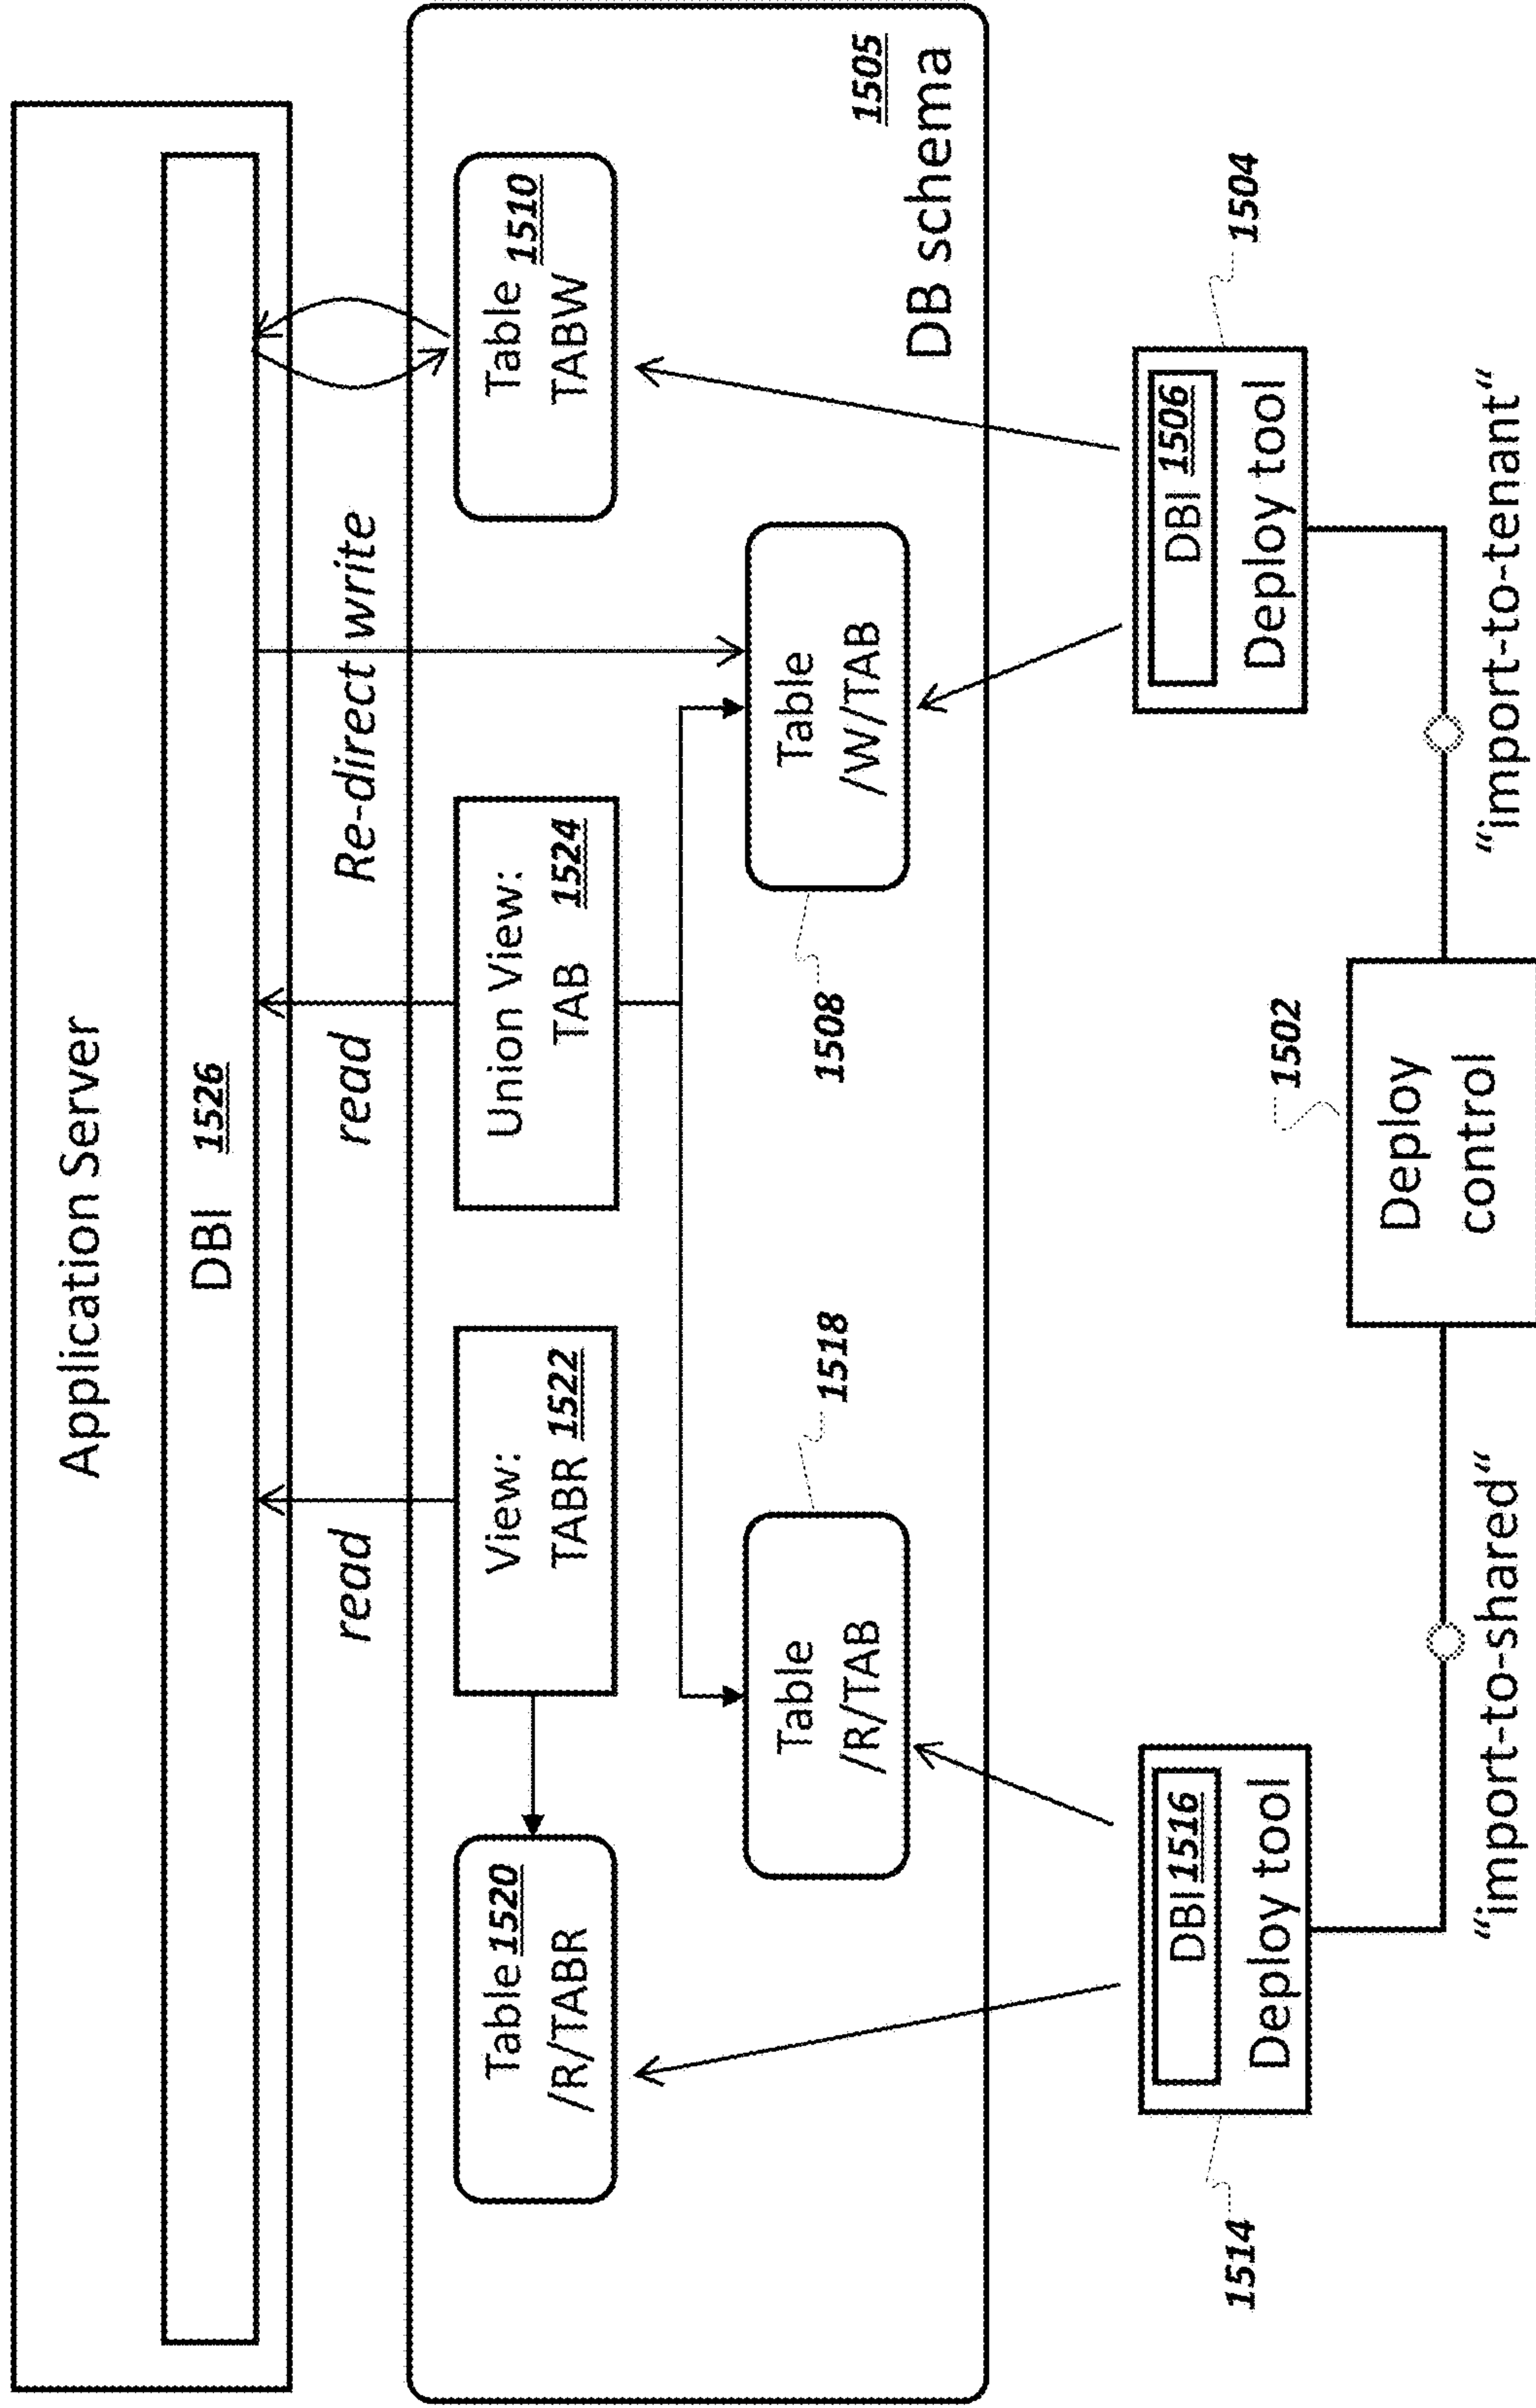 Application Server
DBI 1526
read
read
Re-direct write
Table 1520
/R/TABR
View:
TABR 1522
Union View:
TAB 1524
Table 1510
TABW
Table
/R/TAB
1518
1508
Table
/W/TAB
1505
DB schema
1514
DBI 1516
Deploy tool
DBI 1506
Deploy tool
1504
1502
Deploy
control
“import-to-shared“
“import-to-tenant“